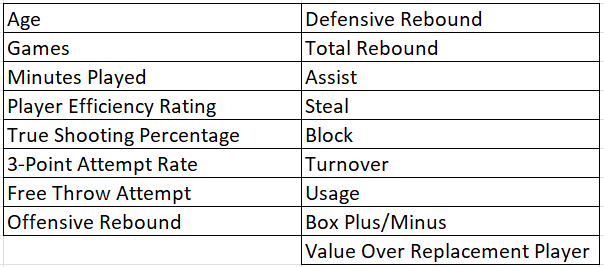 Age
Defensive Rebound
Games
Total Rebound
Minutes Played
Assist
Player Efficiency Rating
Steal
True Shooting Percentage
Block
3-Point Attempt Rate
Turnover
Free Throw Attempt
Usage
Offensive Rebound
Box Plus/Minus
Value Over Replacement Player